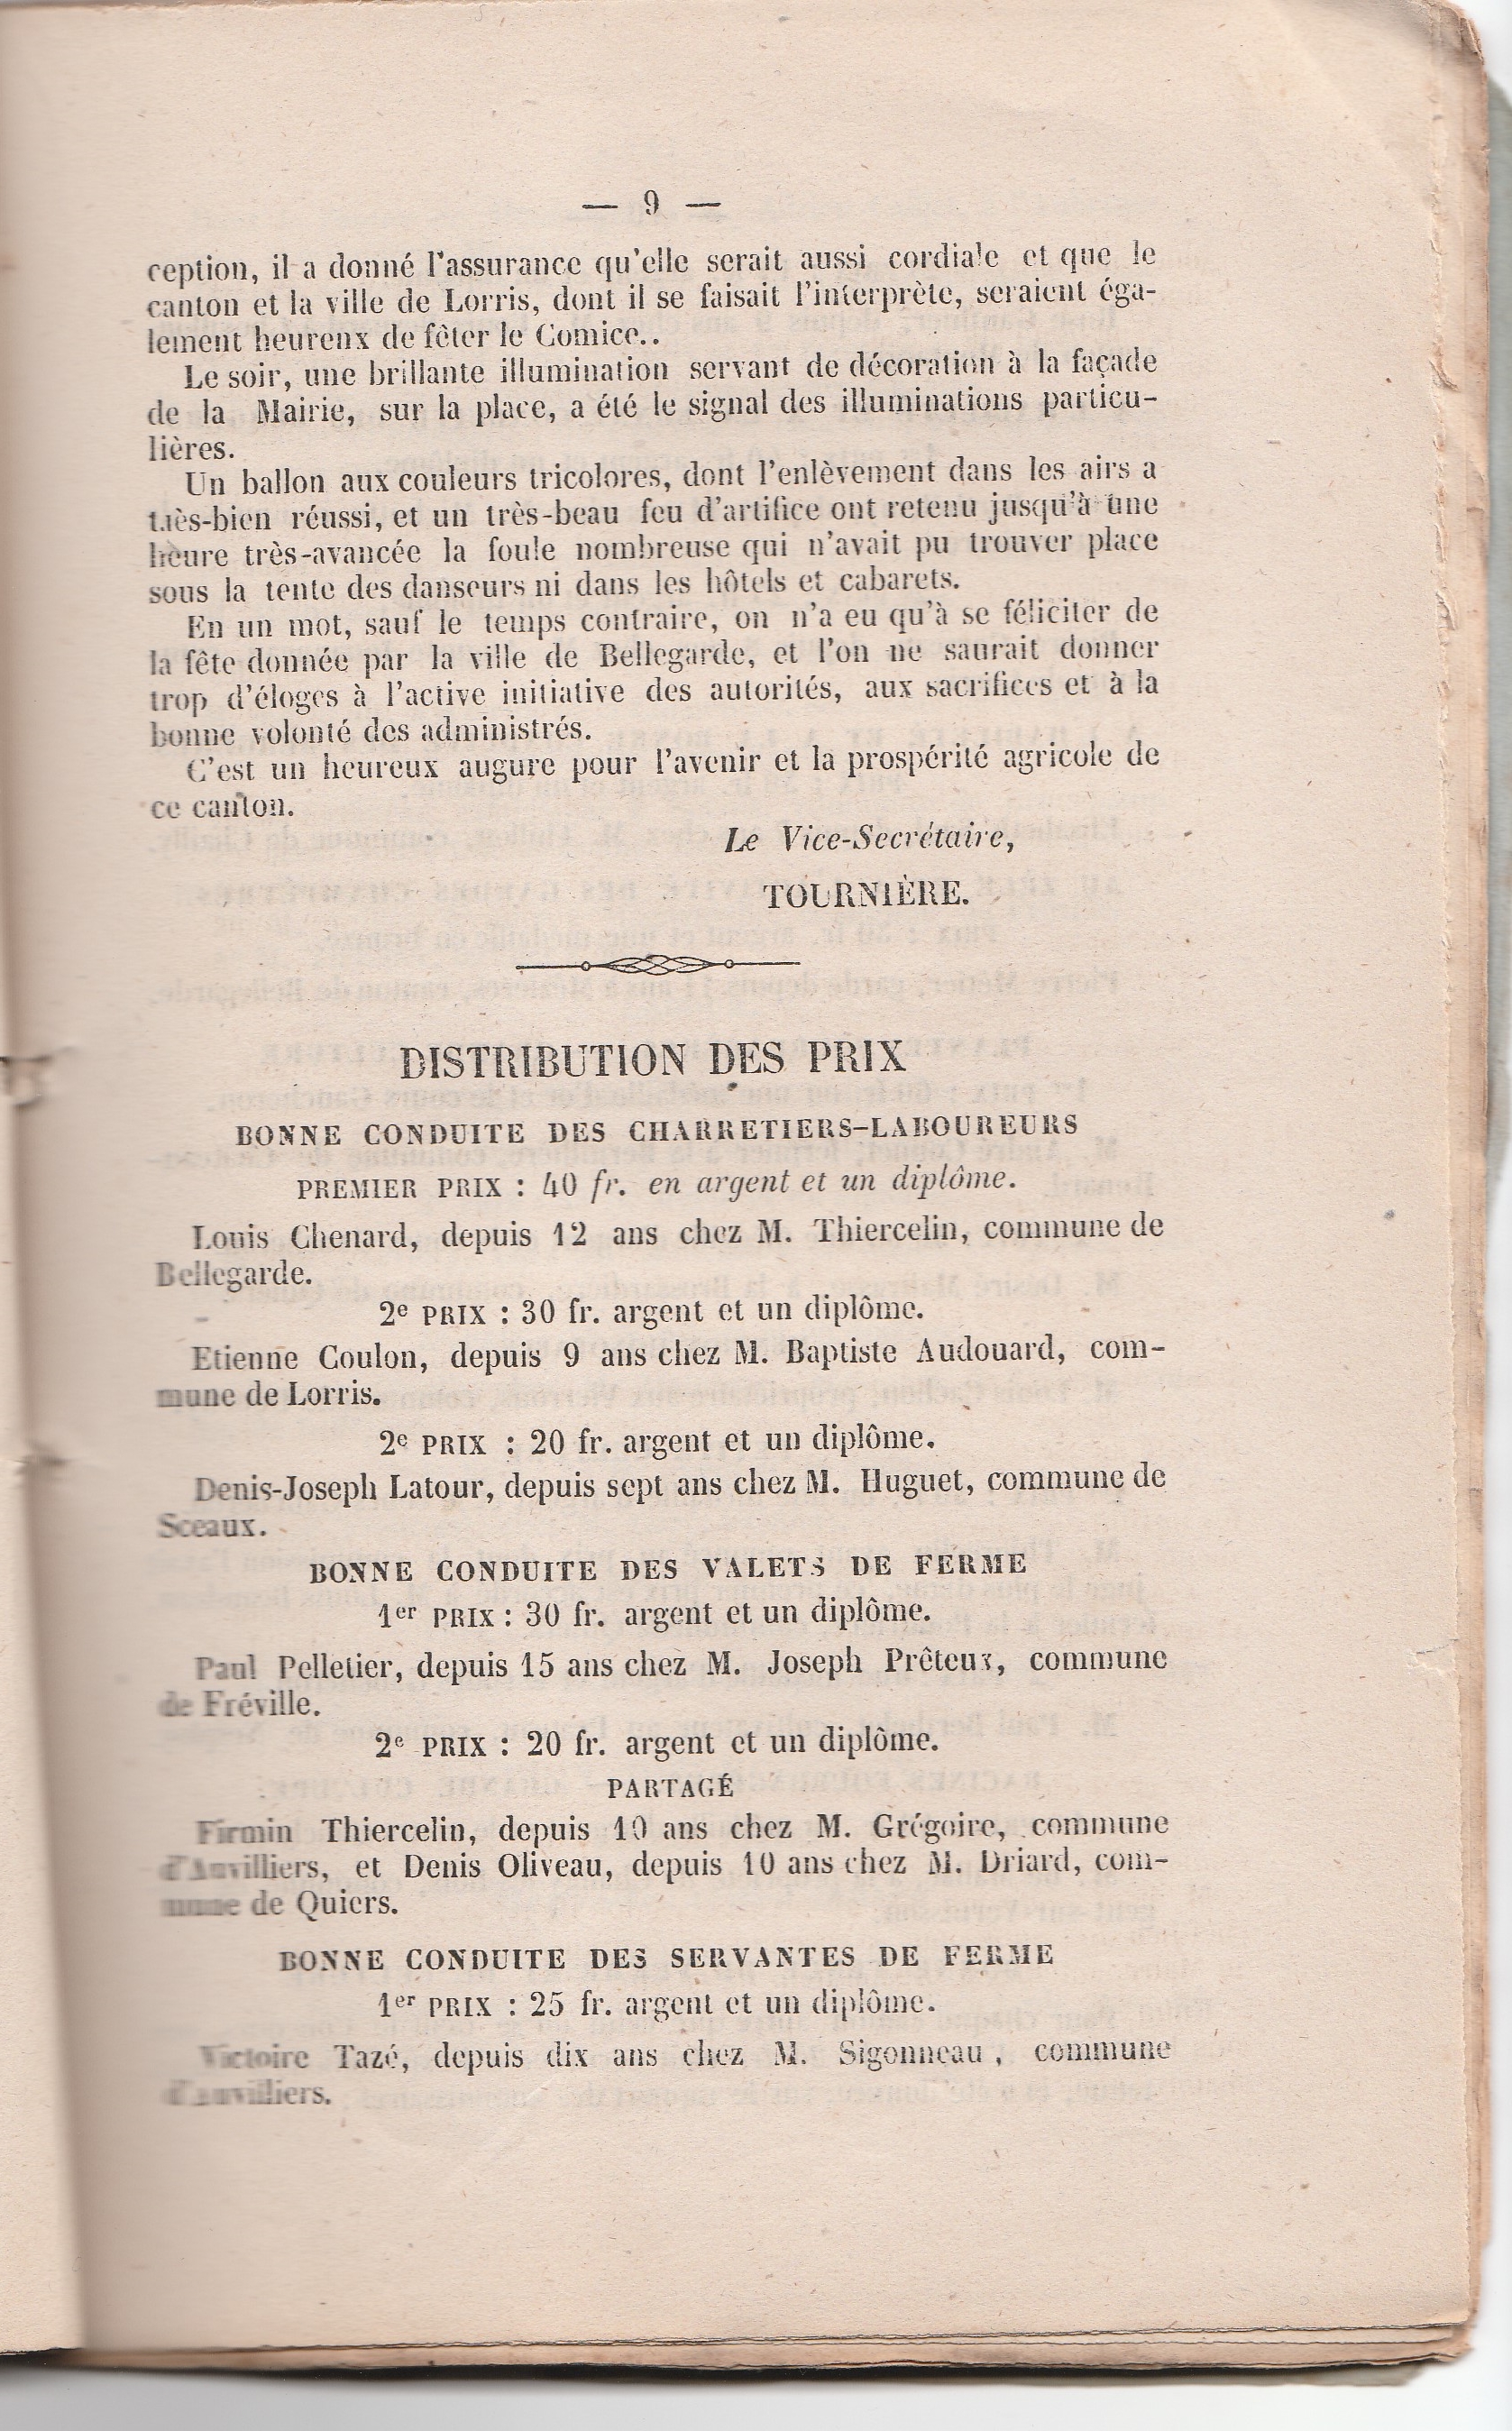 — 9 —
ception, il a donné l'assurance qu'elle serait aussi cordiale et que le
canton et la ville de Lorris, dont il se faisait l'interprète, seraient éga-
lement heureux de fêter le Comice..
Le soir, une brillante illumination servant de décoration à la façade
de la Mairie, sur la place, a été le signal des illuminations particu-
lières.
Un ballon aux couleurs tricolores, dont l'enlèvement dans les airs a
très-bien réussi, et un très-beau feu d'artifice ont retenu jusqu'à une
heure très-avancée la foule nombreuse qui n'avait pu trouver place
sous la tente des danseurs ni dans les hôtels et cabarets.
En un mot, sauf le temps contraire, on n'a eu qu'à se féliciter de
la fête donnée par la ville de Bellegarde, et l'on ne saurait donner
trop d'éloges à l'active initiative des autorités, aux sacrifices et à la
bonne volonté des administrés.
C'est un heureux augure pour l'avenir et la prospérité agricole de
ce canton.
Le Vice-Secrétaire,
TOURNIÈRE.
DISTRIBUTION DES PRIX
BONNE CONDUITE DES CHARRETIERS-LABOUREURS
PREMIER PRIX : 40 fr. en argent et un diplôme.
Louis Chenard, depuis 12 ans chez M. Thiercelin, commune de
Bellegarde.
2e PRIX : 30 fr. argent et un diplôme.
Etienne Coulon, depuis 9 ans chez M. Baptiste Audouard, com-
mune de Lorris.
2e PRIX : 20 fr. argent et un diplôme.
Denis-Joseph Latour, depuis sept ans chez M. Huguet, commune de
Sceaux.
BONNE CONDUITE DES VALETS DE FERME
1er PRIX : 30 fr. argent et un diplôme.
Paul Pelletier, depuis 15 ans chez M. Joseph Prêteux, commune
de Fréville.
2e PRIX : 20 fr. argent et un diplôme.
PARTAGÉ
Firmin Thiercelin, depuis 10 ans chez M. Grégoire, commune
d'Auvilliers, et Denis Oliveau, depuis 10 ans chez M. Driard, com-
mune de Quiers.
BONNE CONDUITE DES SERVANTES DE FERME
1er PRIX : 25 fr. argent et un diplôme.
Victoire Tazé, depuis dix ans chez M. Sigonneau, commune
d'auvilliers.